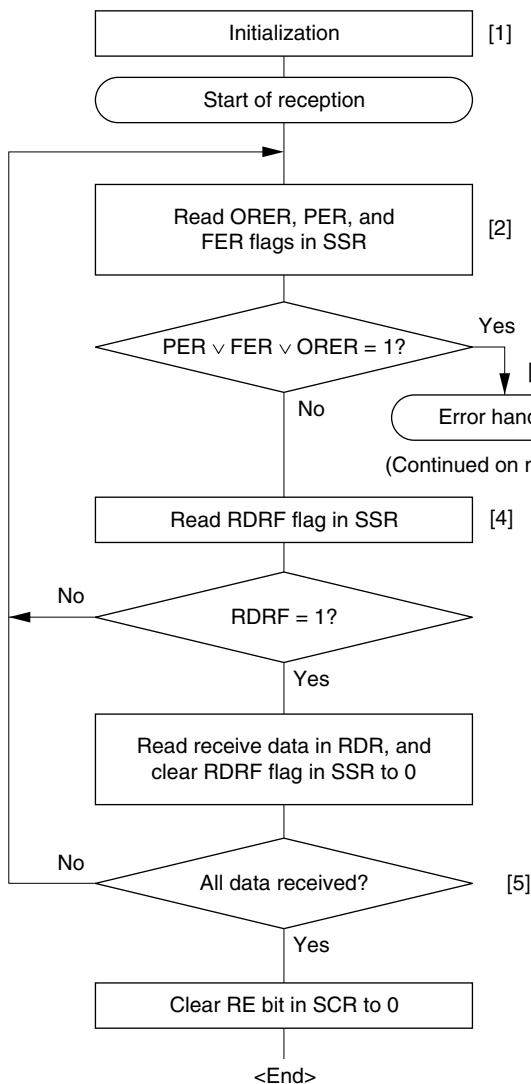 Initialization [1]
Start of reception
Read ORER, PER, and
FER flags in SSR
[2]
PER ∨ FER ∨ ORER = 1?
Yes
[
No
Error
(Continued on
Read RDRF flag in SSR [4]
No
RDRF = 1?
Yes
Read receive data in RDR, and
clear RDRF flag in SSR to 0
No
All data received? [5]
Yes
Clear RE bit in SCR to 0
<End>